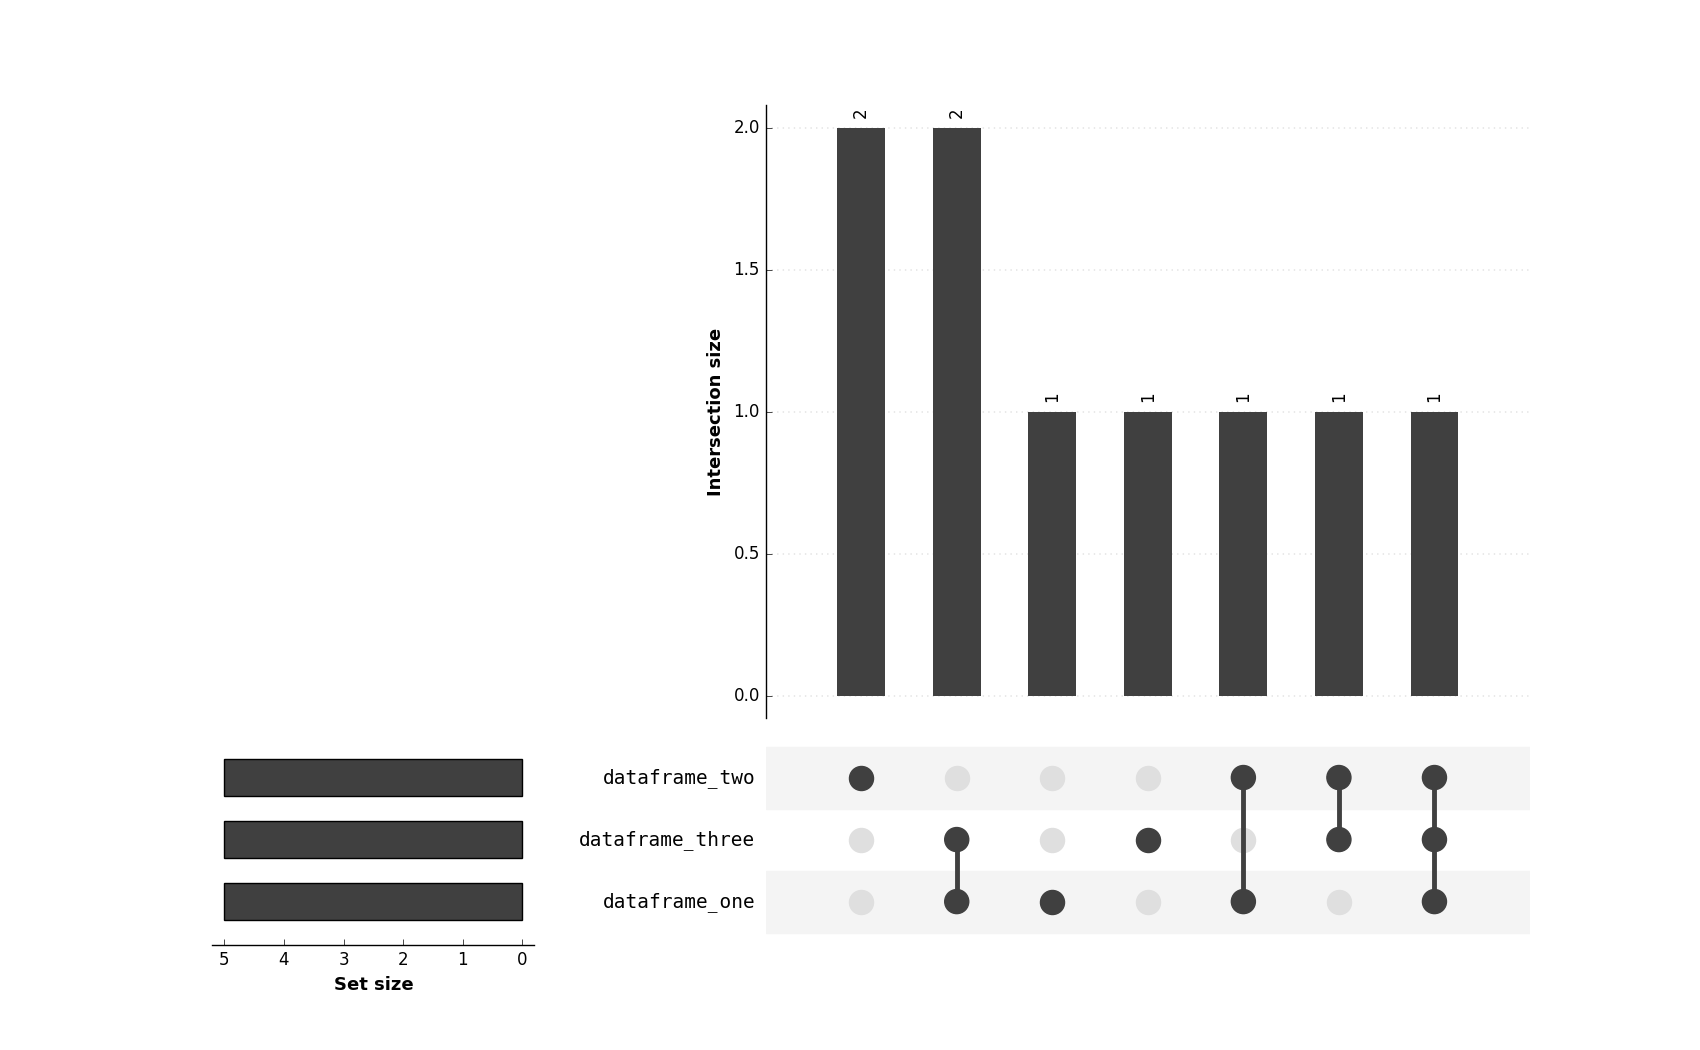 2 2
2.0
1.5
1 1 1 1 1
1.0
0.5
0.0
Intersection size
dataframe_two
dataframe_three
dataframe_one
5 4 3 2 1 0
Set size